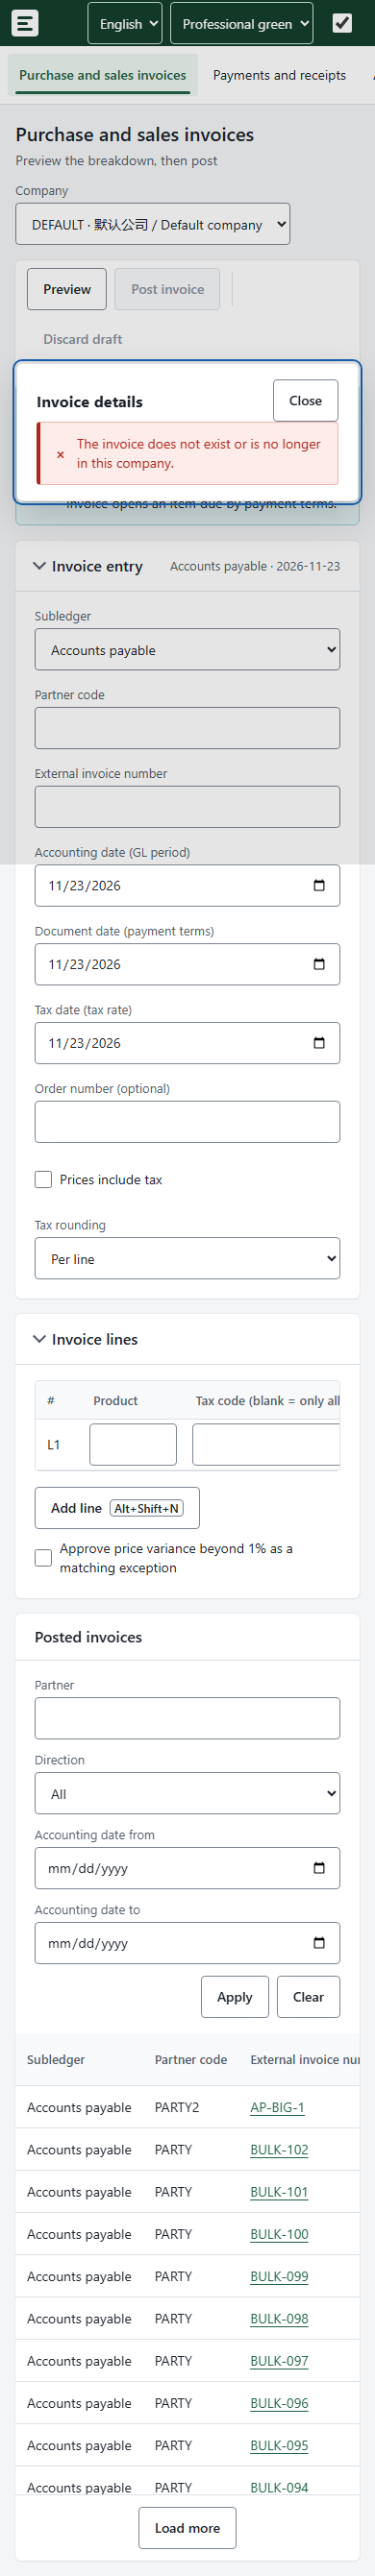 English
Professional green
Purchase and sales invoices
Payments and receipts
Purchase and sales invoices
Preview the breakdown, then post
Company
DEFAULT · 默认公司 / Default company
Preview
Post invoice
Discard draft
Invoice details
Close
× The invoice does not exist or is no longer
in this company.
invoice opens an item due by payment terms.
Invoice entry
Accounts payable · 2026-11-23
Subledger
Accounts payable
Partner code
External invoice number
Accounting date (GL period)
11/23/2026
Document date (payment terms)
11/23/2026
Tax date (tax rate)
11/23/2026
Order number (optional)
Prices include tax
Tax rounding
Per line
Invoice lines
# Product Tax code (blank = only all
L1
Add line Alt+Shift+N
Approve price variance beyond 1% as a
matching exception
Posted invoices
Partner
Direction
All
Accounting date from
mm/dd/yyyy
Accounting date to
mm/dd/yyyy
Apply
Clear
Subledger Partner code External invoice nu
Accounts payable PARTY2 AP-BIG-1
Accounts payable PARTY BULK-102
Accounts payable PARTY BULK-101
Accounts payable PARTY BULK-100
Accounts payable PARTY BULK-099
Accounts payable PARTY BULK-098
Accounts payable PARTY BULK-097
Accounts payable PARTY BULK-096
Accounts payable PARTY BULK-095
Accounts payable PARTY BULK-094
Load more